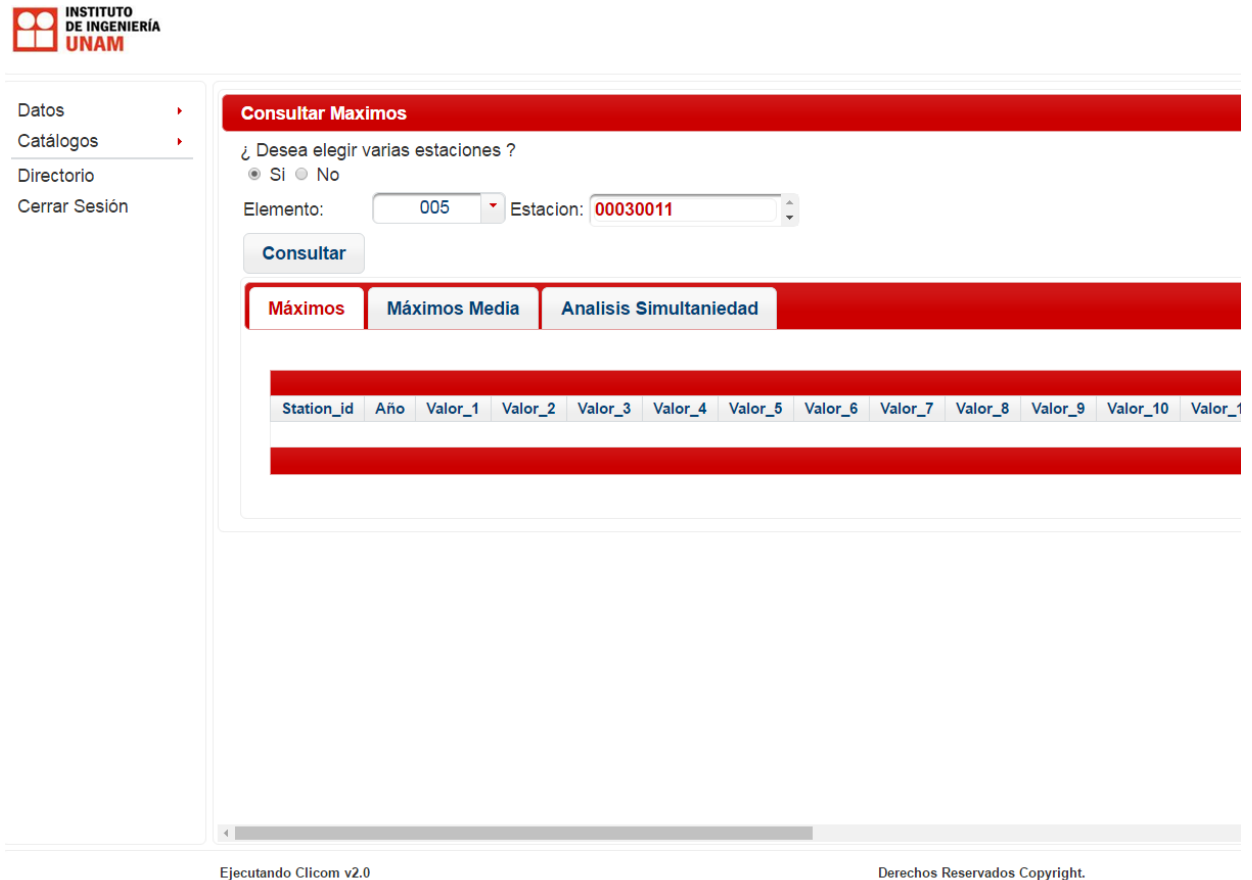 INSTITUTO
DE INGENIERÍA
UNAM
Datos
Catálogos
Directorio
Cerrar Sesión
Consultar Maximos
¿ Desea elegir varias estaciones ?
Si No
Elemento: 005 Estacion: 00030011
Consultar
Máximos Máximos Media Analisis Simultaniedad
Station_id Año Valor_1 Valor_2 Valor_3 Valor_4 Valor_5 Valor_6 Valor_7 Valor_8 Valor_9 Valor_10 Valor_1
Ejecutando Clicom v2.0 Derechos Reservados Copyright.